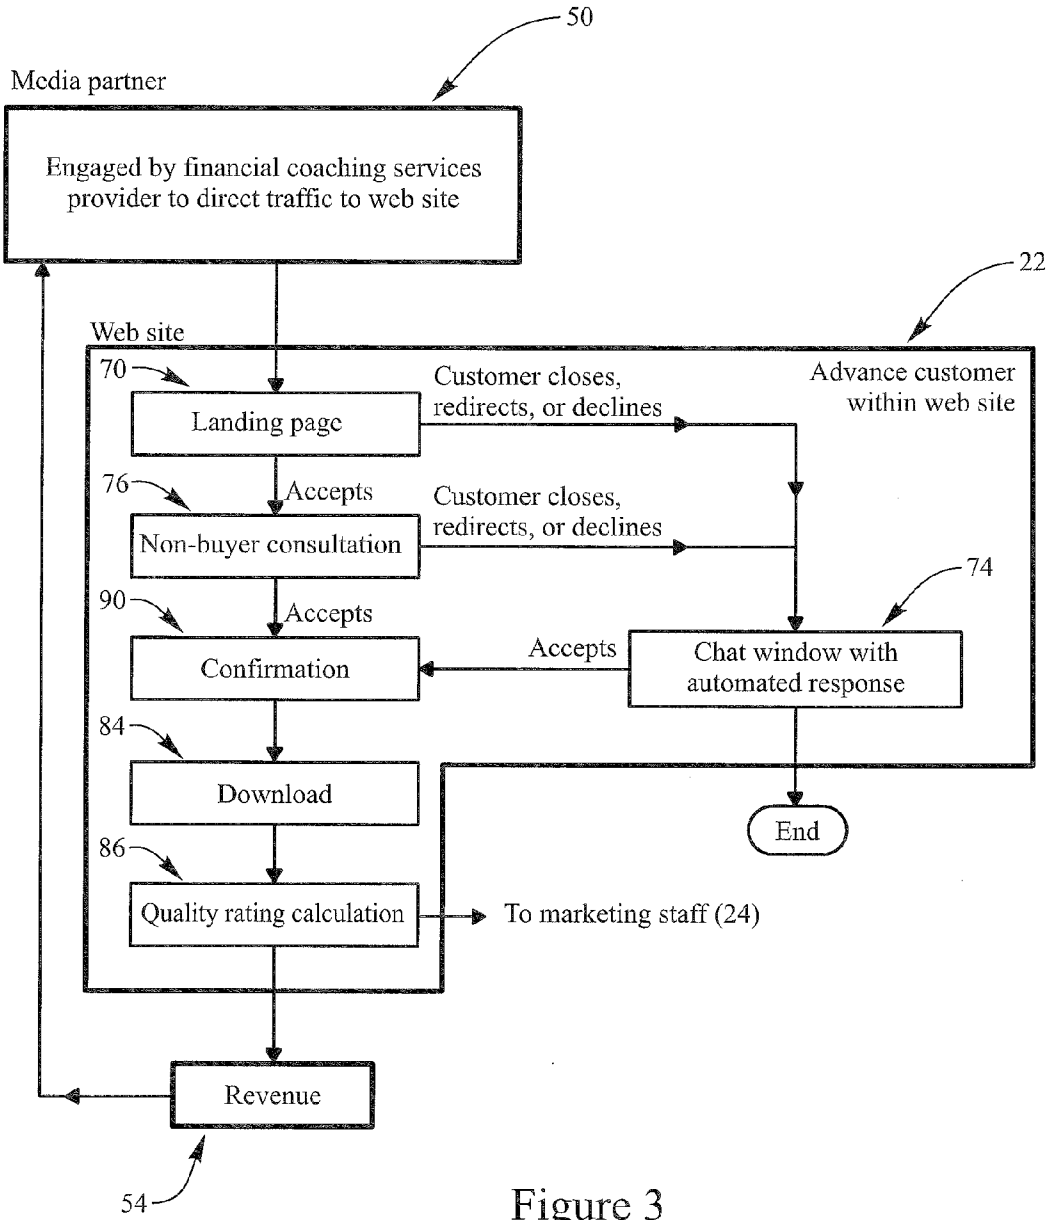 50
Media partner
Engaged by financial coaching services
provider to direct traffic to web site
22
Web site
70
Customer closes,
redirects, or declines
Advance customer
within web site
Landing page
76
Accepts
Customer closes,
redirects, or declines
Non-buyer consultation
74
90
Accepts
Confirmation
Accepts
Chat window with
automated response
84
Download
End
86
Quality rating calculation
To marketing staff (24)
Revenue
54
Figure 3